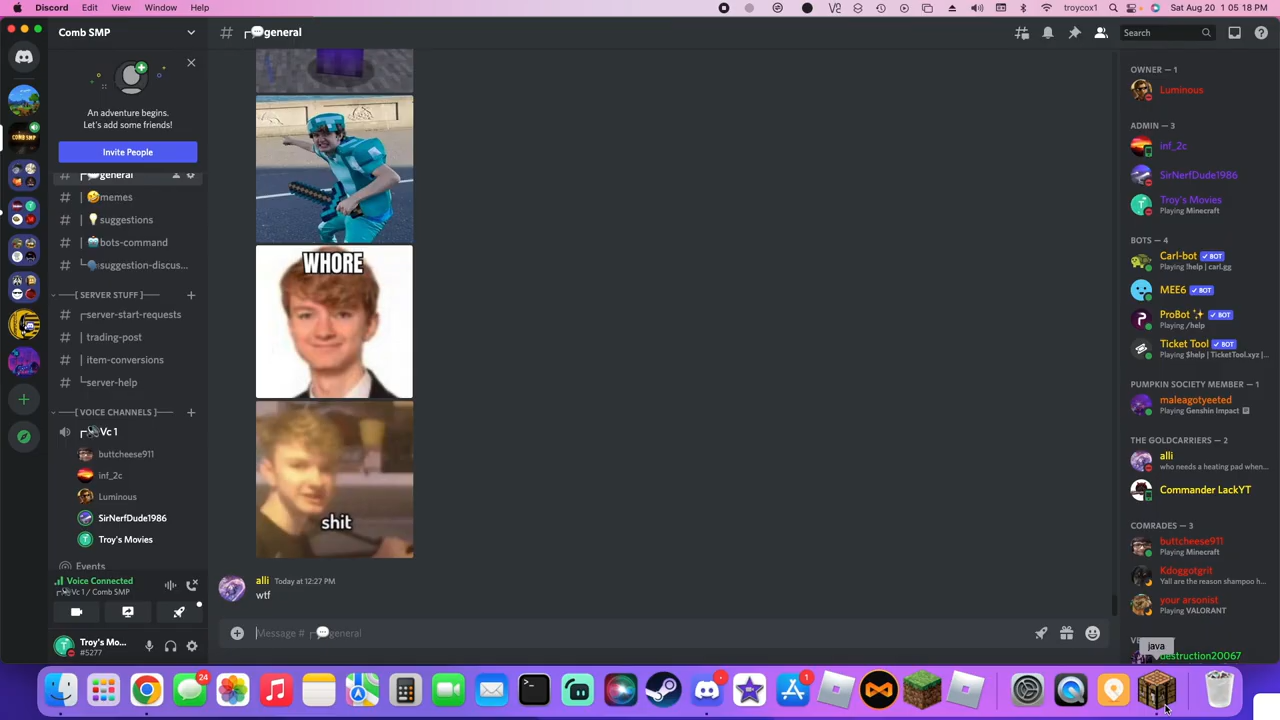 Discord Edit View Window Help
troycox1 Sat Aug 20 1:05:18 PM
Comb SMP
general
Search
An adventure begins.
Let's add some friends!
Invite People
general
memes
suggestions
bots-command
suggestion-discus...
[ SERVER STUFF ]
server-start-requests
trading-post
item-conversions
server-help
[ VOICE CHANNELS ]
Vc 1
buttcheese911
inf_2c
Luminous
SirNerfDude1986
Troy's Movies
Events
Voice Connected
Vc 1 / Comb SMP
Troy's Mo...
#5277
COMB SMP
WHORE
shit
alli Today at 12:27 PM
wtf
Message # general
OWNER — 1
Luminous
ADMIN — 3
inf_2c
SirNerfDude1986
Troy's Movies
Playing Minecraft
BOTS — 4
Carl-bot ✓ BOT
Playing !help | carl.gg
MEE6 ✓ BOT
ProBot ✨ ✓ BOT
Playing /help
Ticket Tool ✓ BOT
Playing $help | TicketTool.xyz |...
PUMPKIN SOCIETY MEMBER — 1
maleagotyeeted
Playing Genshin Impact
THE GOLDCARRIERS — 2
alli
who needs a heating pad when...
Commander LackYT
COMRADES — 3
buttcheese911
Playing Minecraft
Kdoggotgrit
Yall are the reason shampoo h...
your arsonist
Playing VALORANT
destruction20067
java
24
1